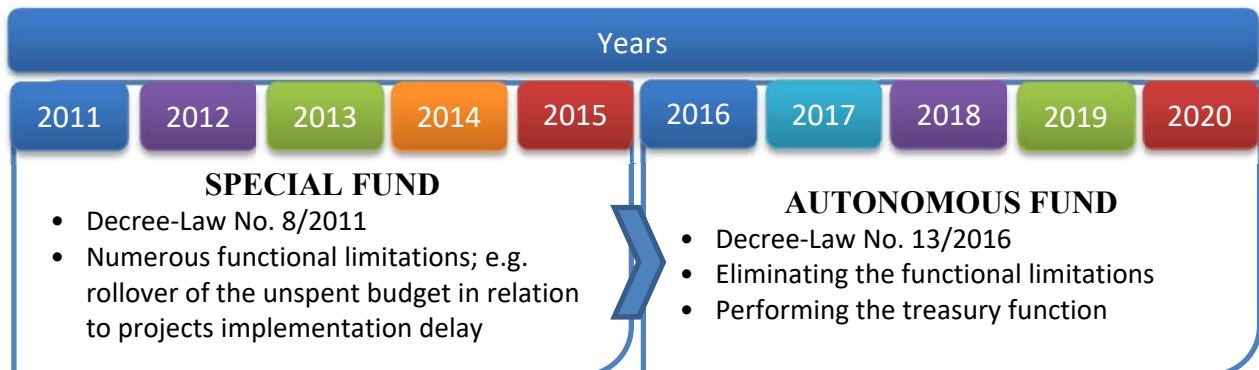 Years
2011 2012 2013 2014 2015 2016 2017 2018 2019 2020
SPECIAL FUND
• Decree-Law No. 8/2011
• Numerous functional limitations; e.g.
rollover of the unspent budget in relation
to projects implementation delay
AUTONOMOUS FUND
• Decree-Law No. 13/2016
• Eliminating the functional limitations
• Performing the treasury function